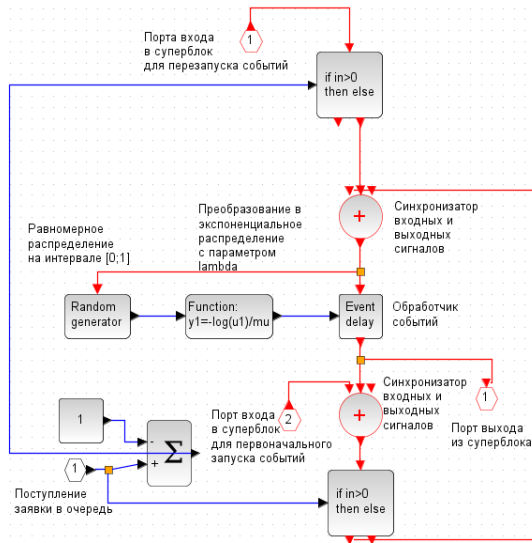 Порта входа
в суперблок
для перезапуска событий
1
if in>0
then else
Преобразование в
экспоненциальное
распределение
с параметром
lambda
+
Синхронизатор
входных и
выходных
сигналов
Равномерное
распределение
на интервале [0;1]
Random
generator
Function:
y1=-log(u1)/mu
Event
delay
Обработчик
событий
Порт входа
в суперблок
для первоначального
запуска событий
2
+
Синхронизатор
входных и
выходных
сигналов
1
Порт выхода
из суперблока
1
-
+
Σ
1
Поступление
заявки в очередь
if in>0
then else